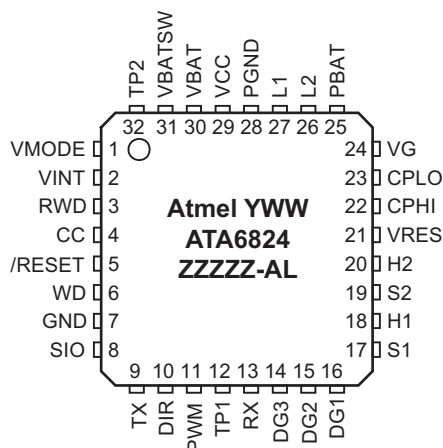 TP2
VBATSW
VBAT
VCC
PGND
L1
L2
PBAT
32 31 30 29 28 27 26 25
VMODE 1
VINT 2
RWD 3
CC 4
/RESET 5
WD 6
GND 7
SIO 8
Atmel YWW
ATA6824
ZZZZZ-AL
24 VG
23 CPLO
22 CPHI
21 VRES
20 H2
19 S2
18 H1
17 S1
9 10 11 12 13 14 15 16
TX
DIR
PWM
TP1
RX
DG3
DG2
DG1